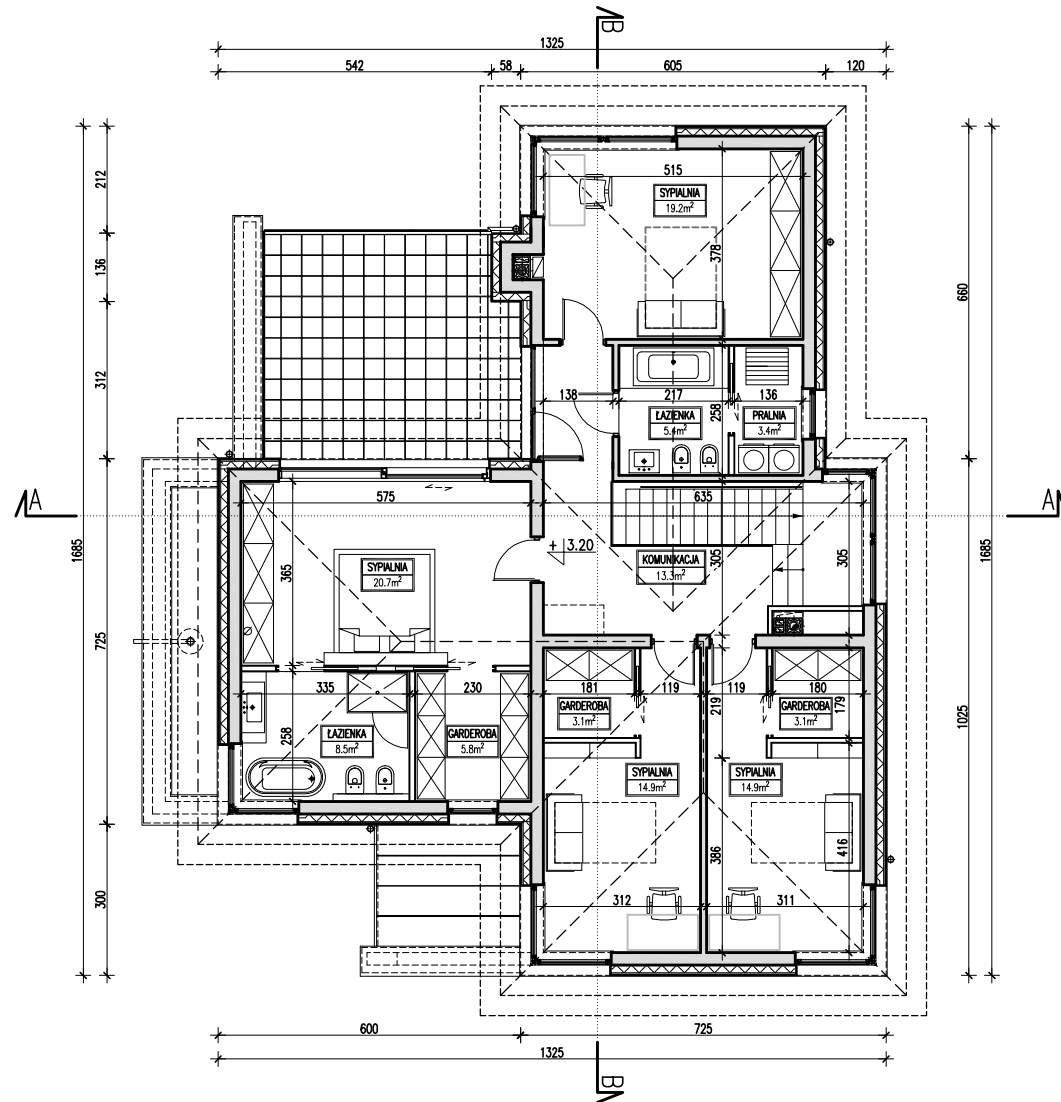 B
1325
542
58
605
120
212
515
SYPIALNIA
19.2m²
136
378
660
312
138
217
136
258
ŁAZIENKA
5.4m²
PRALNIA
3.4m²
A
575
635
A
1685
+ 3.20
KOMUNIKACJA
13.3m²
305
305
1685
SYPIALNIA
20.7m²
365
725
335
230
181
119
119
180
219
179
GARDEROBA
3.1m²
GARDEROBA
3.1m²
258
ŁAZIENKA
8.5m²
GARDEROBA
5.8m²
1025
SYPIALNIA
14.9m²
SYPIALNIA
14.9m²
386
416
300
312
311
600
725
1325
B